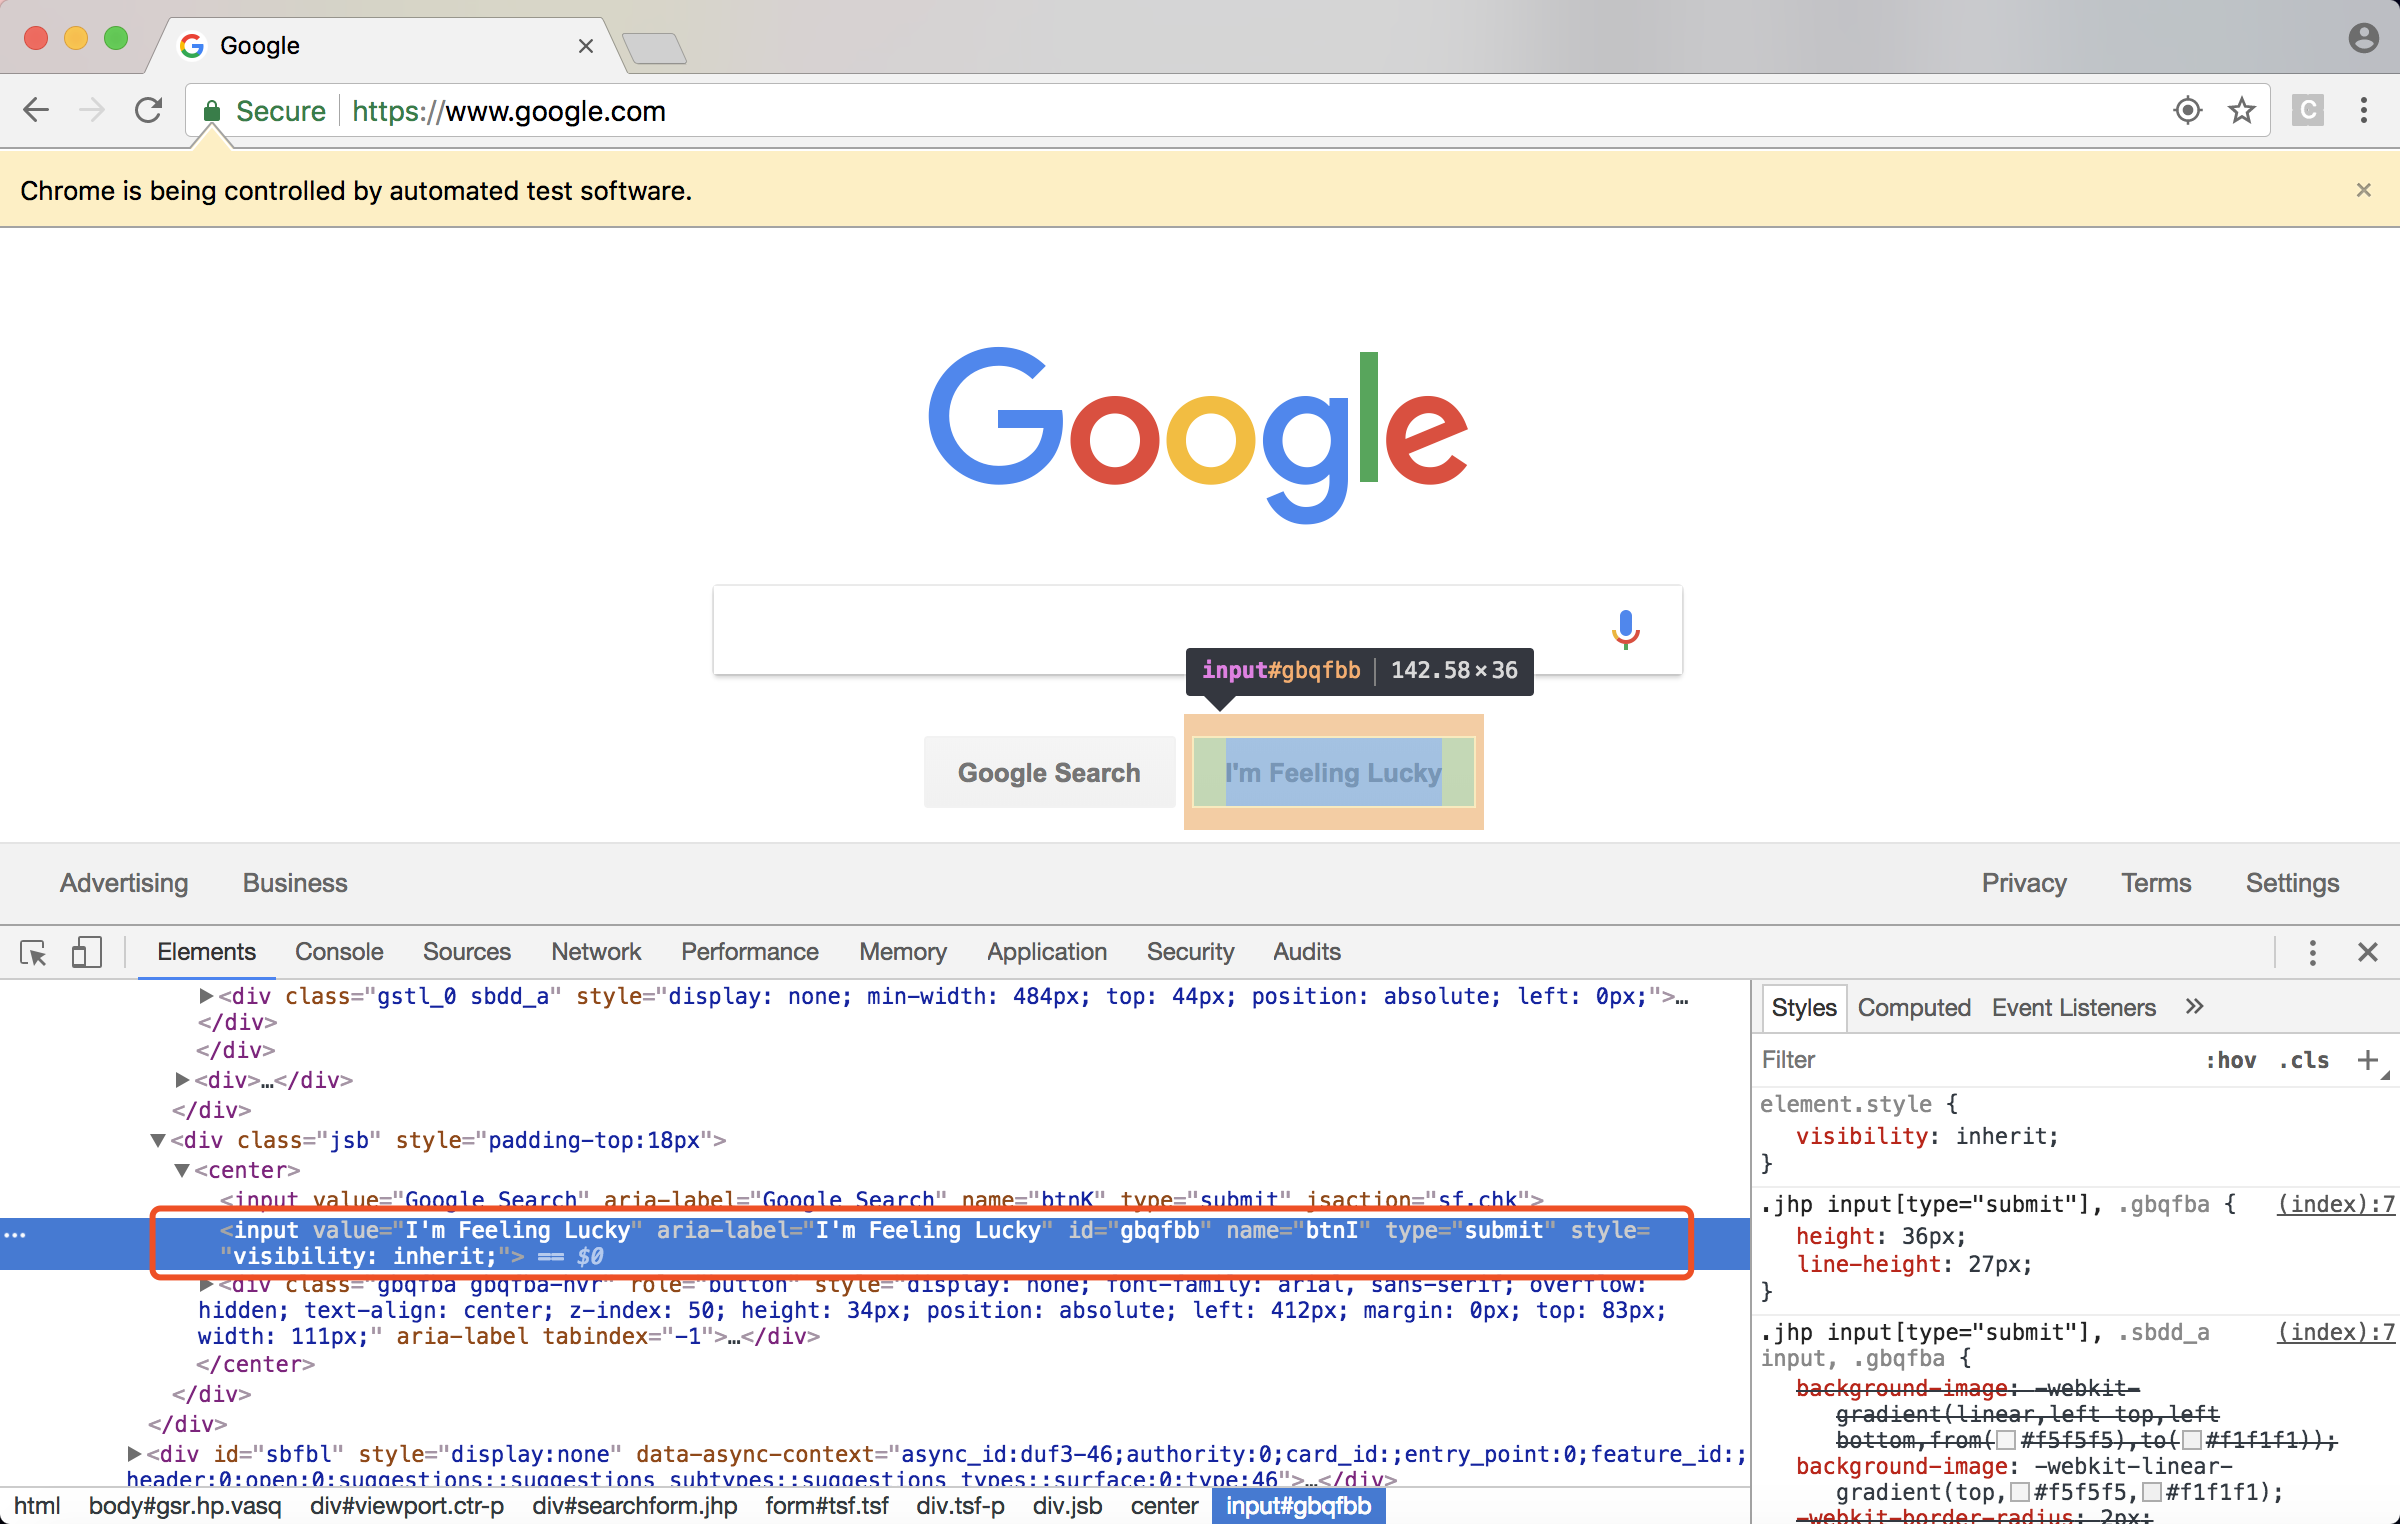 Google
Secure
https://www.google.com
C
Chrome is being controlled by automated test software.
Google
input#gbqfbb 142.58×36
Google Search
I'm Feeling Lucky
Advertising
Business
Privacy
Terms
Settings
Elements
Console
Sources
Network
Performance
Memory
Application
Security
Audits
<div class="gstl_0 sbdd_a" style="display: none; min-width: 484px; top: 44px; position: absolute; left: 0px;">…
</div>
</div>
<div>…</div>
</div>
<div class="jsb" style="padding-top:18px">
<center>
<input value="Google Search" aria-label="Google Search" name="btnK" type="submit" jsaction="sf.chk">
… <input value="I'm Feeling Lucky" aria-label="I'm Feeling Lucky" id="gbqfbb" name="btnI" type="submit" style=
"visibility: inherit;"> == $0
<div class="gbqfba gbqfba-hvr" role="button" style="display: none; font-family: arial, sans-serif; overflow:
hidden; text-align: center; z-index: 50; height: 34px; position: absolute; left: 412px; margin: 0px; top: 83px;
width: 111px;" aria-label tabindex="-1">…</div>
</center>
</div>
</div>
<div id="sbfbl" style="display:none" data-async-context="async_id:duf3-46;authority:0;card_id:;entry_point:0;feature_id:;
header:0;open:0;suggestions::suggestions_subtypes::suggestions_types::surface:0;type:46">…</div>
html
body#gsr.hp.vasq
div#viewport.ctr-p
div#searchform.jhp
form#tsf.tsf
div.tsf-p
div.jsb
center
input#gbqfbb
Styles
Computed
Event Listeners
»
Filter
:hov
.cls
+
element.style {
visibility: inherit;
}
.jhp input[type="submit"], .gbqfba { (index):7
height: 36px;
line-height: 27px;
}
.jhp input[type="submit"], .sbdd_a (index):7
input, .gbqfba {
background-image: -webkit-
gradient(linear,left top,left
bottom,from(#f5f5f5),to(#f1f1f1));
background-image: -webkit-linear-
gradient(top,#f5f5f5,#f1f1f1);
-webkit-border-radius: 2px;